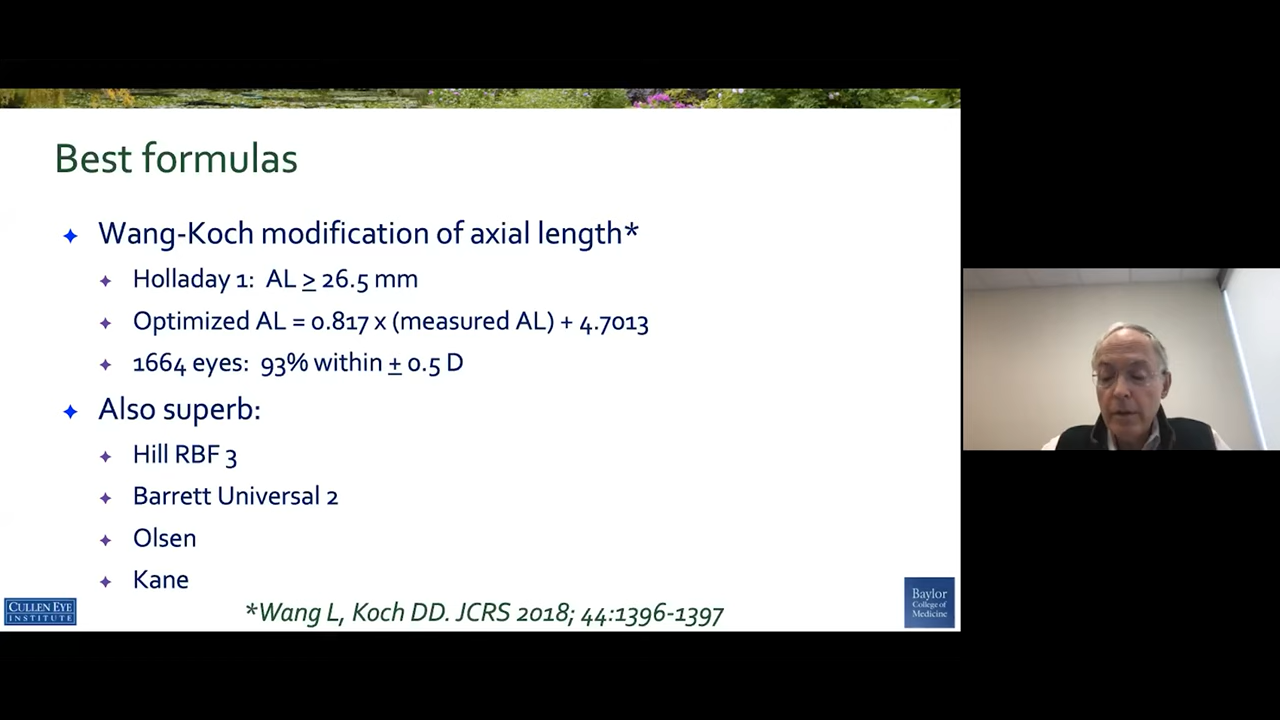 Best formulas
Wang-Koch modification of axial length*
Holladay 1: AL ≥ 26.5 mm
Optimized AL = 0.817 x (measured AL) + 4.7013
1664 eyes: 93% within ± 0.5 D
Also superb:
Hill RBF 3
Barrett Universal 2
Olsen
Kane
*Wang L, Koch DD. JCRS 2018; 44:1396-1397
CULLEN EYE
INSTITUTE
Baylor
College of
Medicine